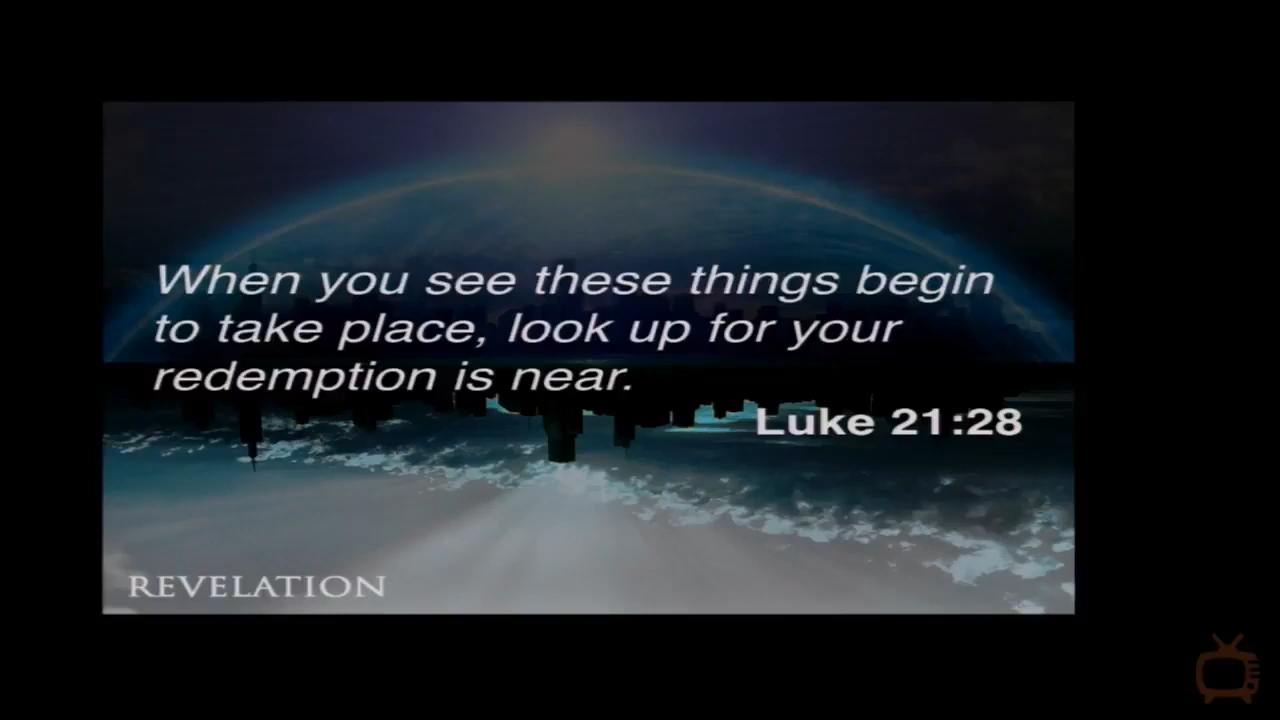 When you see these things begin
to take place, look up for your
redemption is near.
Luke 21:28
REVELATION